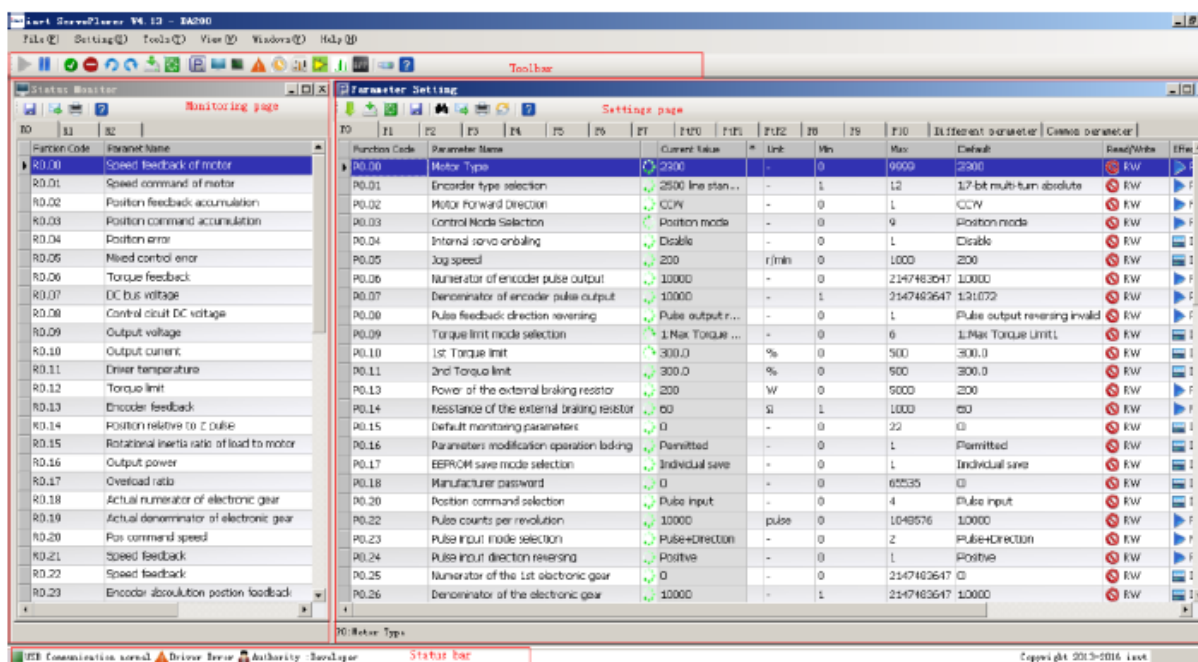 invt ServoPlorer V4.13 - DA200
File(F) Setting(S) Tools(T) View(V) Windows(W) Help(H)
Toolbar
Status Monitor
Monitoring page
R0 R1 R2
Function Code Paramet Name
R0.00 Speed feedback of motor
R0.01 Speed command of motor
R0.02 Position feedback accumulation
R0.03 Position command accumulation
R0.04 Position error
R0.05 Mixed control error
R0.06 Torque feedback
R0.07 DC bus voltage
R0.08 Control cicuit DC voltage
R0.09 Output voltage
R0.10 Output current
R0.11 Driver temperature
R0.12 Torque limit
R0.13 Encoder feedback
R0.14 Position relative to Z pulse
R0.15 Rotational inertia ratio of load to motor
R0.16 Output power
R0.17 Overload ratio
R0.18 Actual numerator of electronic gear
R0.19 Actual denomminator of electronic gear
R0.20 Pos command speed
R0.21 Speed feedback
R0.22 Speed feedback
R0.23 Encoder absoulution postion feedback
Parameter Setting
Settings page
P0 P1 P2 P3 P4 P5 P6 P7 PtP0 PtP1 PtP2 P8 P9 P10 Different parameter Common parameter
Function Code Parameter Name Current Value * Unit Min Max Default Read/Write Effec
P0.00 Motor Type 2300 - 0 9999 2300 RW
P0.01 Encorder type selection 2500 line stan... - 1 12 17-bit multi-turn absolute RW
P0.02 Motor Forward Direction CCW - 0 1 CCW RW
P0.03 Control Mode Selection Position mode - 0 9 Position mode RW
P0.04 Internal servo enbaling Disable - 0 1 Disable RW
P0.05 Jog speed 200 r/min 0 1000 200 RW
P0.06 Numerator of encoder pulse output 10000 - 0 2147483647 10000 RW
P0.07 Denominator of encoder pulse output 10000 - 1 2147483647 131072 RW
P0.08 Pulse feedback direction reversing Pulse output r... - 0 1 Pulse output reversing invalid RW
P0.09 Torque limit mode selection 1:Max Torque ... - 0 6 1:Max Torque Limit1 RW
P0.10 1st Torque limit 300.0 % 0 500 300.0 RW
P0.11 2nd Torque limit 300.0 % 0 500 300.0 RW
P0.13 Power of the external braking resistor 200 W 0 5000 200 RW
P0.14 Resstance of the external braking resistor 60 Ω 1 1000 60 RW
P0.15 Default monitoring parameters 0 - 0 22 0 RW
P0.16 Parameters modification operation locking Permitted - 0 1 Permitted RW
P0.17 EEPROM save mode selection Individual save - 0 1 Individual save RW
P0.18 Manufacturer password 0 - 0 65535 0 RW
P0.20 Position command selection Pulse input - 0 4 Pulse input RW
P0.22 Pulse counts per revolution 10000 pulse 0 1048576 10000 RW
P0.23 Pulse input mode selection Pulse+Direction - 0 2 Pulse+Direction RW
P0.24 Pulse input direction reversing Positive - 0 1 Positive RW
P0.25 Numerator of the 1st electronic gear 0 - 0 2147483647 0 RW
P0.26 Denominator of the electronic gear 10000 - 1 2147483647 10000 RW
P0:Motor Type
USB Communication normal Driver Error Authority :Developer
Status bar
Copyright 2013-2016 invt